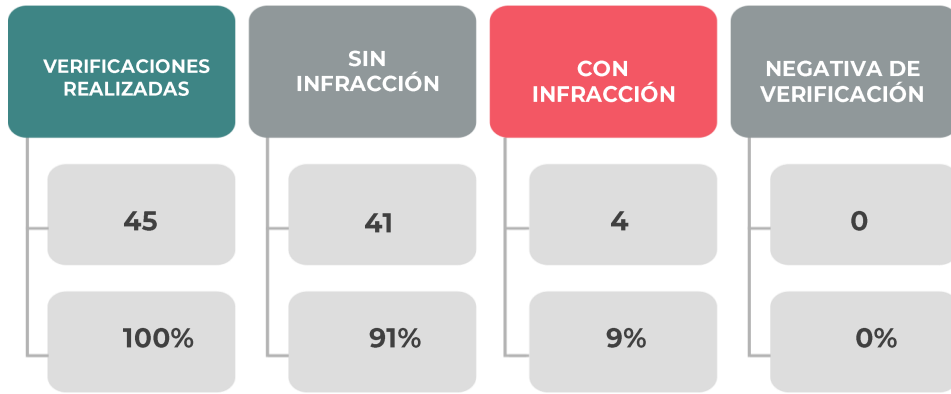 VERIFICACIONES
REALIZADAS
45
100%
SIN
INFRACCIÓN
41
91%
CON
INFRACCIÓN
4
9%
NEGATIVA DE
VERIFICACIÓN
0
0%